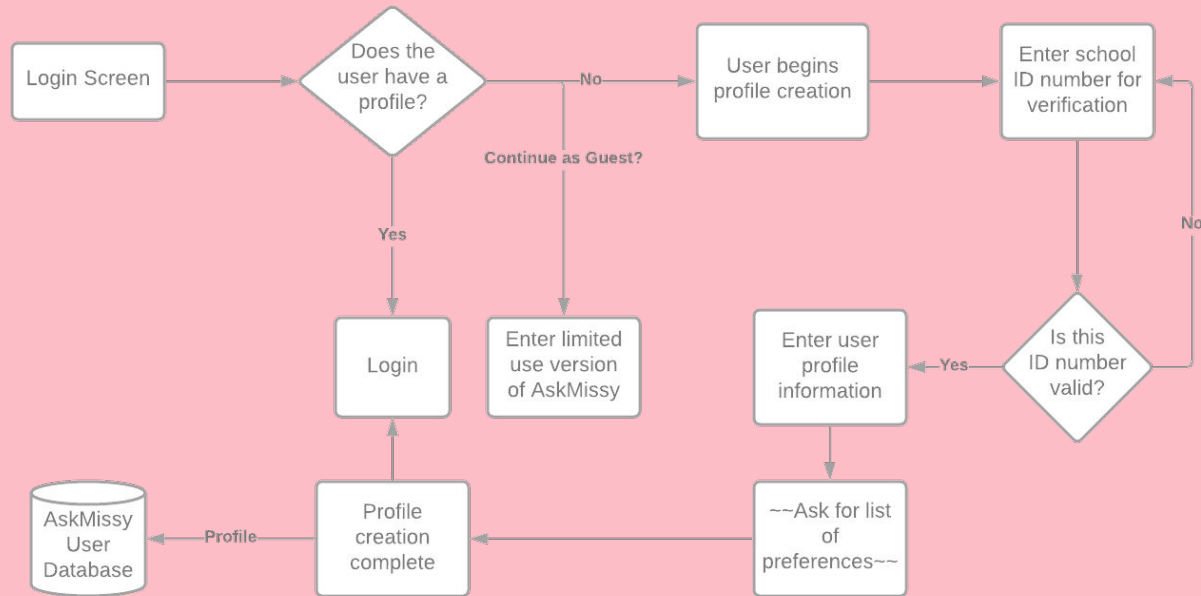 Login Screen
Does the
user have a
profile?
No
User begins
profile creation
Enter school
ID number for
verification
Continue as Guest?
Yes
No
Login
Enter limited
use version
of AskMissy
Enter user
profile
information
Yes
Is this
ID number
valid?
AskMissy
User
Database
Profile
Profile
creation
complete
~~Ask for list
of
preferences~~